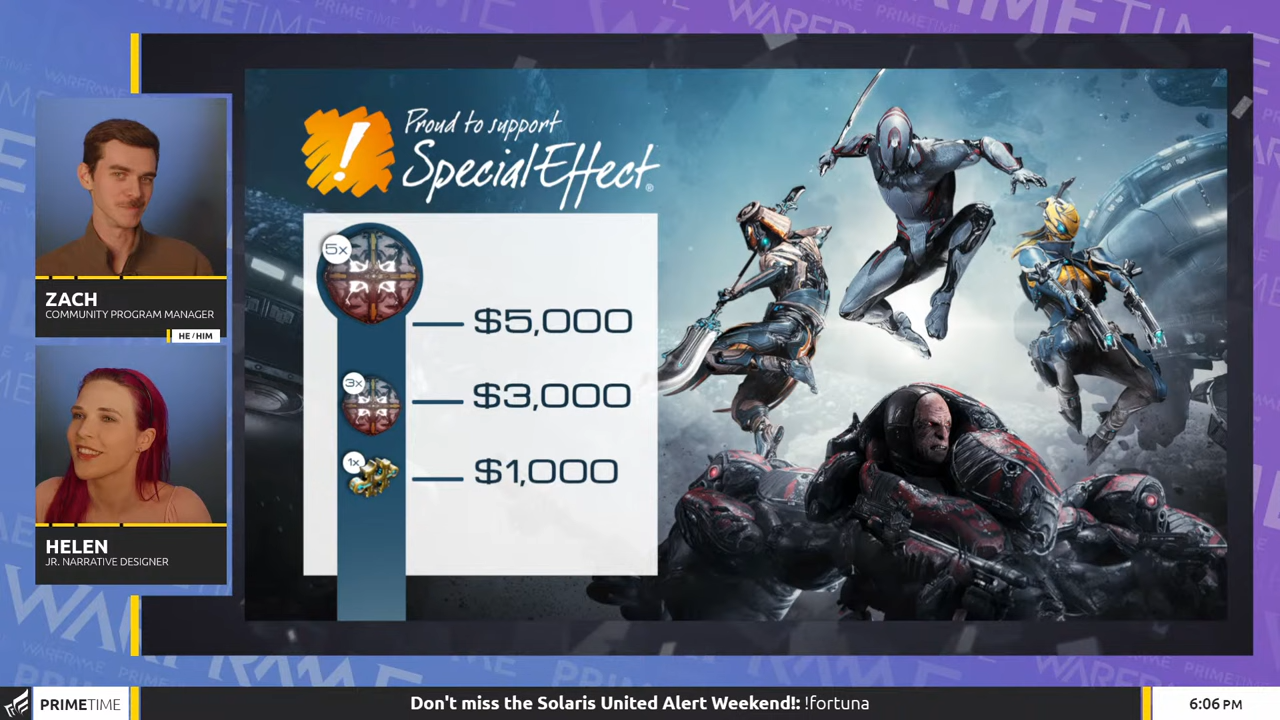 Proud to support
SpecialEffect®
!
5x
$5,000
3x
$3,000
1x
$1,000
ZACH
COMMUNITY PROGRAM MANAGER
HE / HIM
HELEN
JR. NARRATIVE DESIGNER
PRIMETIME
Don't miss the Solaris United Alert Weekend!: !fortuna
6:06 PM